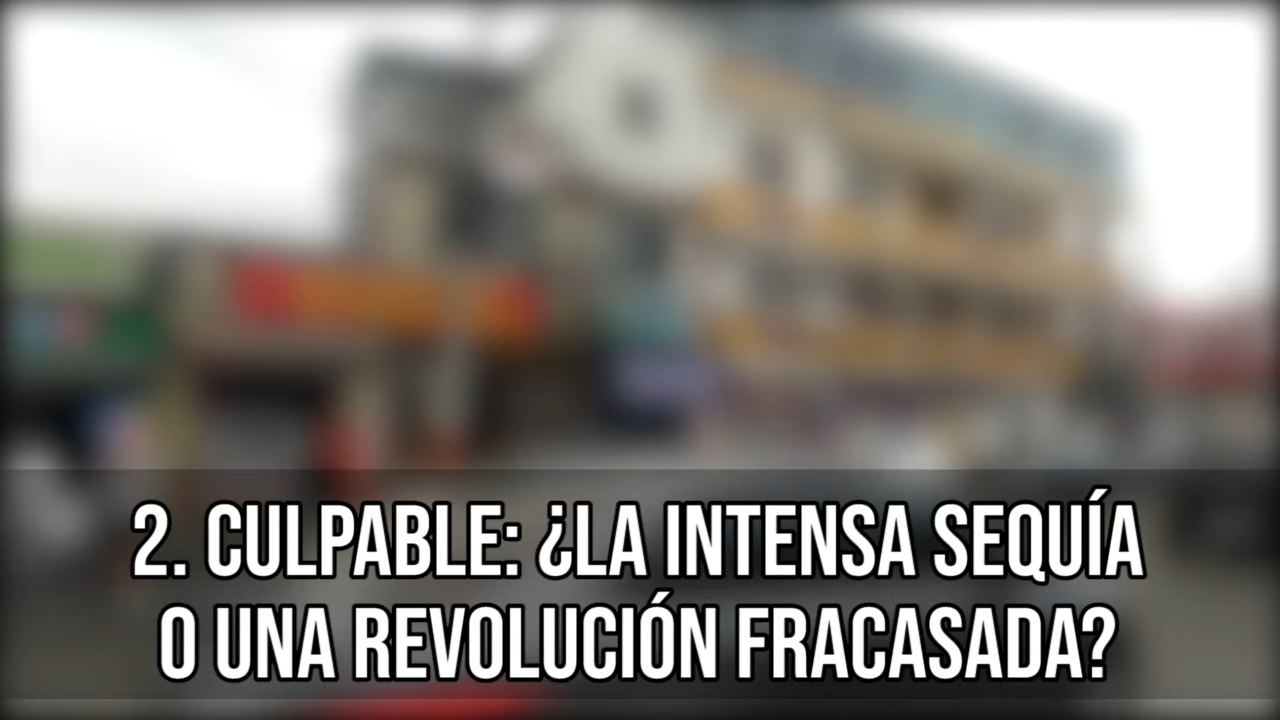 2. CULPABLE: ¿LA INTENSA SEQUÍA
O UNA REVOLUCIÓN FRACASADA?